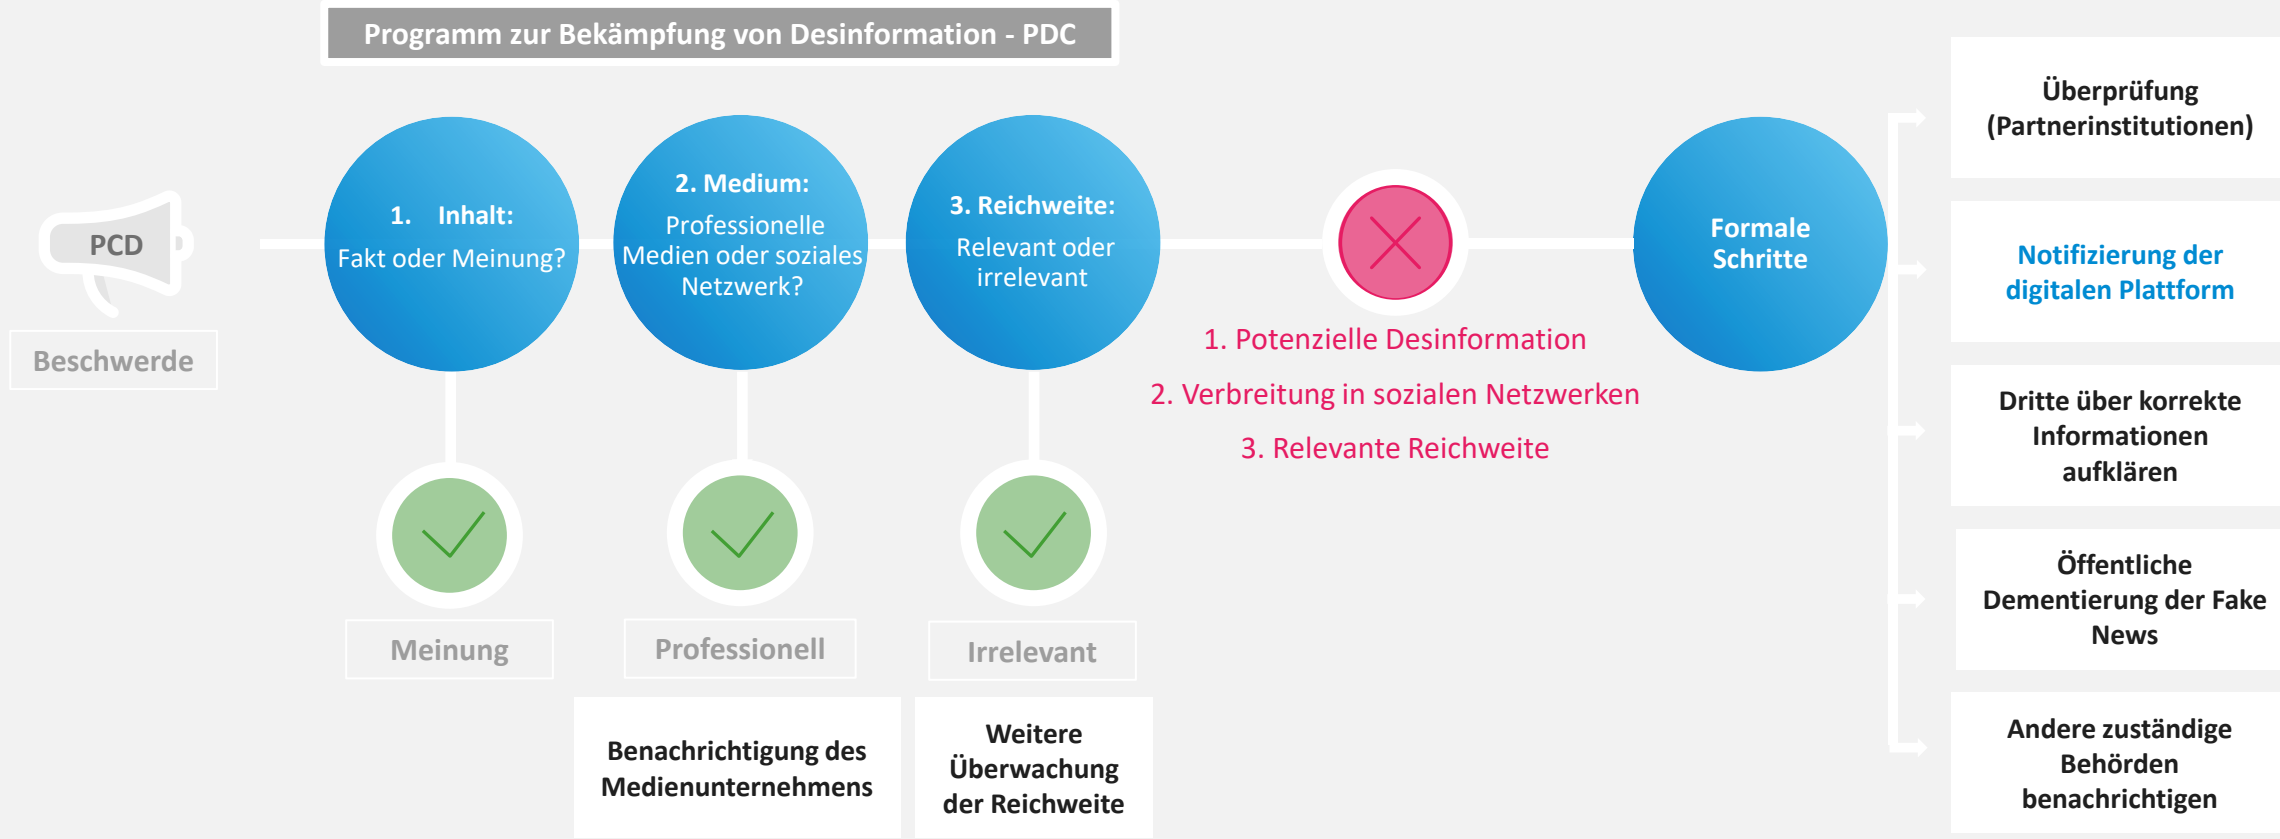 Programm zur Bekämpfung von Desinformation - PDC
PCD
Beschwerde
1. Inhalt:
Fakt oder Meinung?
2. Medium:
Professionelle
Medien oder soziales
Netzwerk?
3. Reichweite:
Relevant oder
irrelevant
Meinung
Professionell
Irrelevant
Benachrichtigung des
Medienunternehmens
Weitere
Überwachung
der Reichweite
1. Potenzielle Desinformation
2. Verbreitung in sozialen Netzwerken
3. Relevante Reichweite
Formale
Schritte
Überprüfung
(Partnerinstitutionen)
Notifizierung der
digitalen Plattform
Dritte über korrekte
Informationen
aufklären
Öffentliche
Dementierung der Fake
News
Andere zuständige
Behörden
benachrichtigen